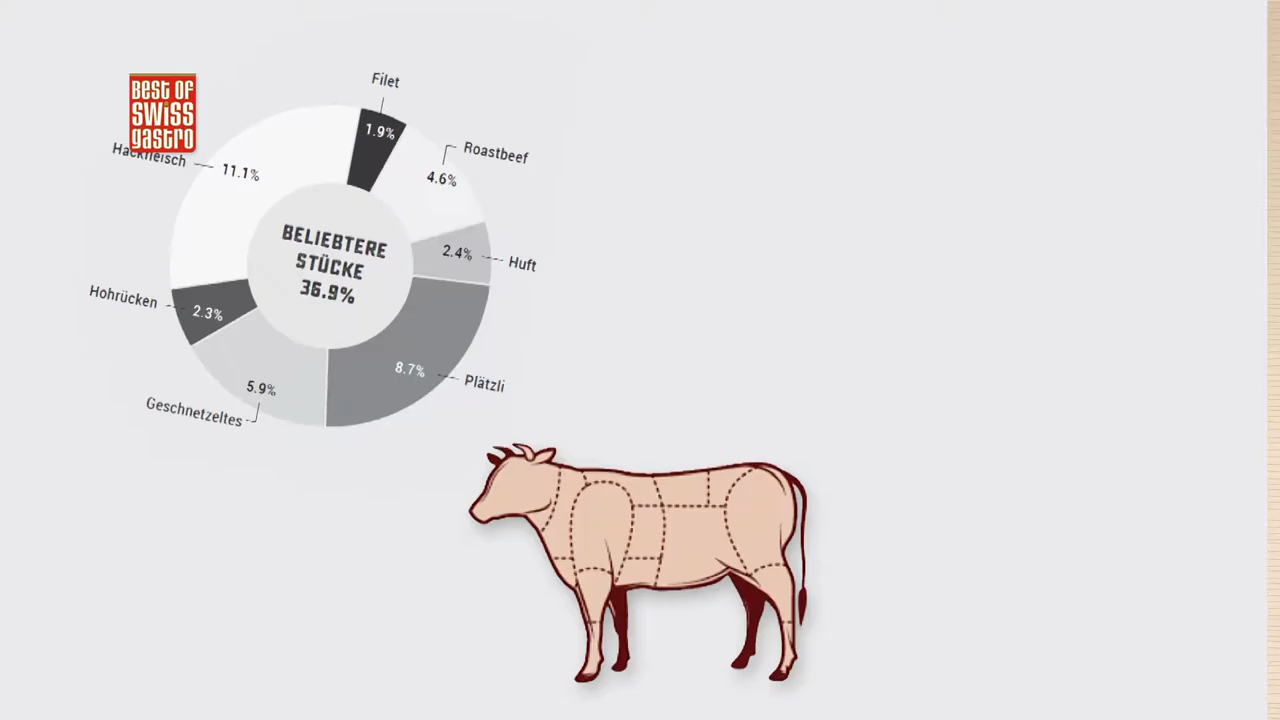 BEST OF
SWISS
gastro
Filet
1.9%
Roastbeef
4.6%
Huft
2.4%
Plätzli
8.7%
Geschnetzeltes
5.9%
Hohrücken
2.3%
Hackfleisch
11.1%
BELIEBTERE
STÜCKE
36.9%